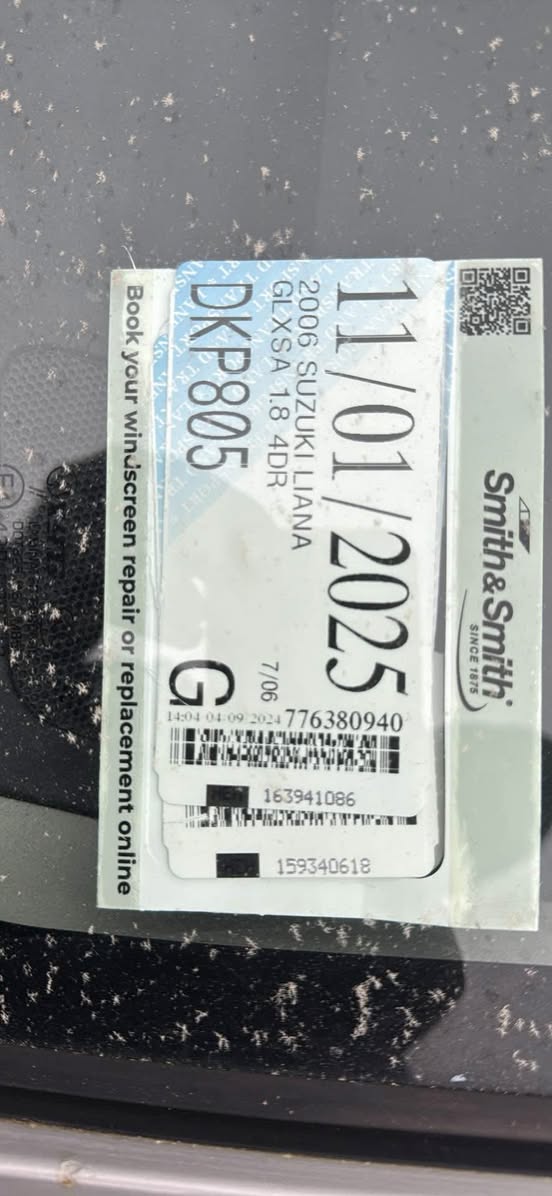 Smith&Smith®
SINCE 1875
11/01/2025
2006 SUZUKI LIANA
GLXSA 1.8 4DR
7/06
DKP805
G
776380940
14:04 04/09/2024
163941086
159340618
Book your windscreen repair or replacement online